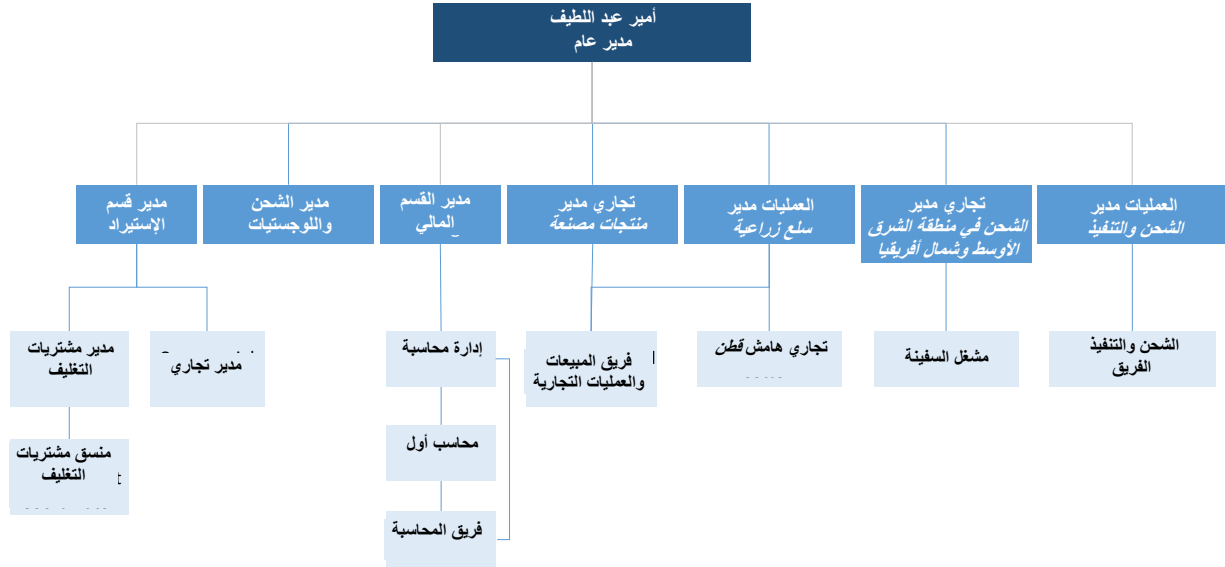 أمير عبد اللطيف
مدير عام
العمليات مدير
الشحن والتنفيذ
تجاري مدير
الشحن في منطقة الشرق
الأوسط وشمال أفريقيا
العمليات مدير
سلع زراعية
تجاري مدير
منتجات مصنعة
مدير القسم
المالي
مدير الشحن
واللوجستيات
مدير قسم
الإستيراد
الشحن والتنفيذ
الفريق
مشغل السفينة
تجاري هامش قطن
فريق المبيعات
والعمليات التجارية
إدارة محاسبة
مدير تجاري
مدير مشتريات
التغليف
محاسب أول
منسق مشتريات
التغليف
فريق المحاسبة